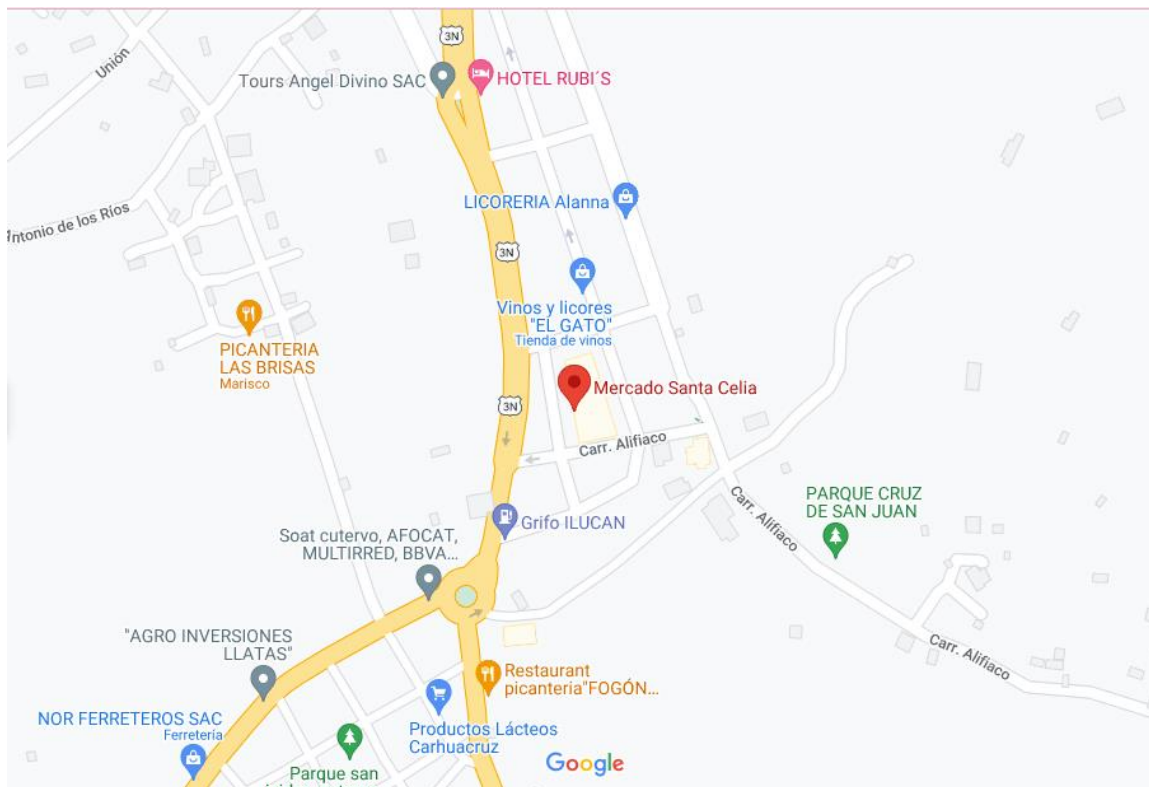 3N
Unión
Tours Angel Divino SAC
HOTEL RUBI´S
LICORERIA Alanna
ntonio de los Ríos
3N
Vinos y licores
"EL GATO"
Tienda de vinos
PICANTERIA
LAS BRISAS
Marisco
Mercado Santa Celia
3N
Carr. Alifiaco
PARQUE CRUZ
DE SAN JUAN
Carr. Alifiaco
Grifo ILUCAN
Soat cutervo, AFOCAT,
MULTIRRED, BBVA...
"AGRO INVERSIONES
LLATAS"
Carr. Alifiaco
Restaurant
picanteria"FOGÓN...
NOR FERRETEROS SAC
Ferretería
Productos Lácteos
Carhuacruz
Parque san
Google